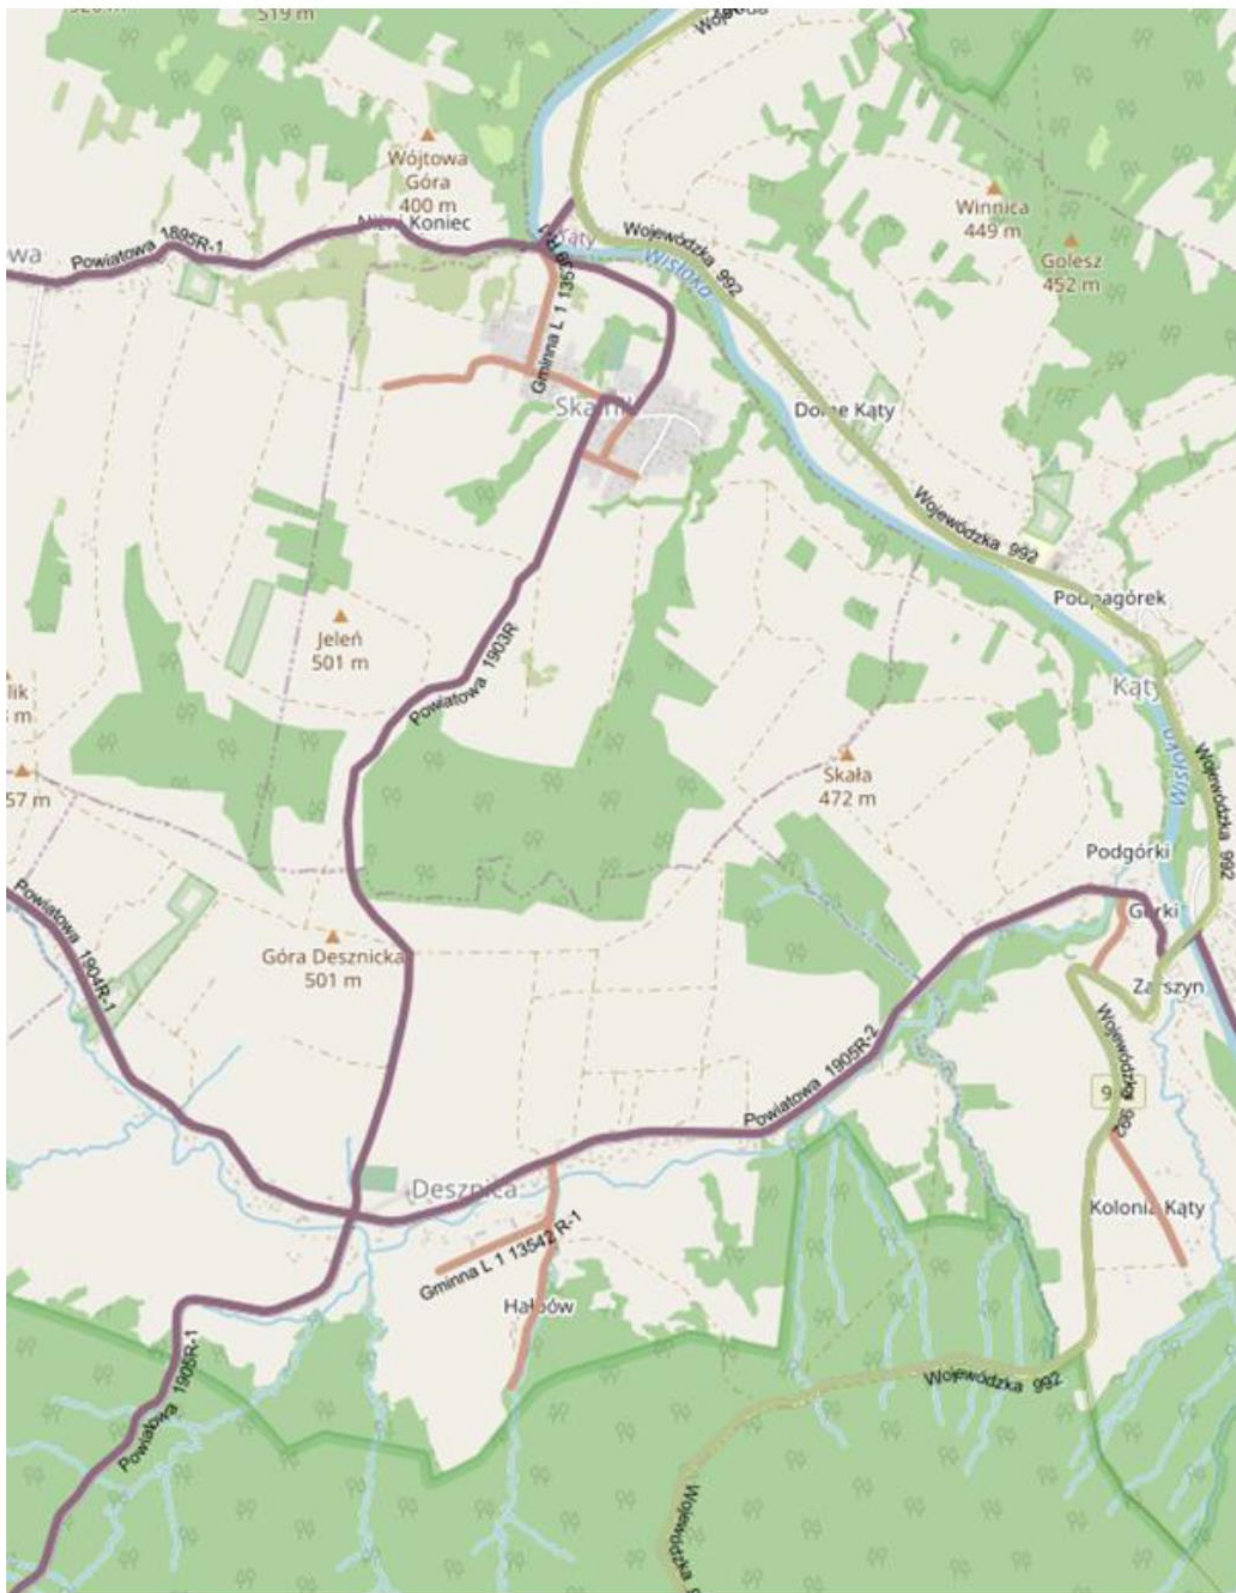 519 m
Wójtowa
Góra
400 m
Koniec
Powiatowa 1895R-1
Kąty
Wisłoka
Wojewódzka 992
Winnica
449 m
Golesz
452 m
Gminna L 1 1351
Dolne Kąty
Wojewódzka 992
Podpagórek
Jeleń
501 m
Powiatowa 1903R
Kąty
Wisłoka
Wojewódzka 992
lik
m
57 m
Skała
472 m
Podgórki
Górki
Powiatowa 1904R-1
Góra Desznicka
501 m
Zarszyn
Wojewódzka 992
Powiatowa 1905R-2
Desznica
Gminna L 1 13542 R-1
Kolonia Kąty
Hałbów
Powiatowa 1905R-1
Wojewódzka 992
Wojewódzka